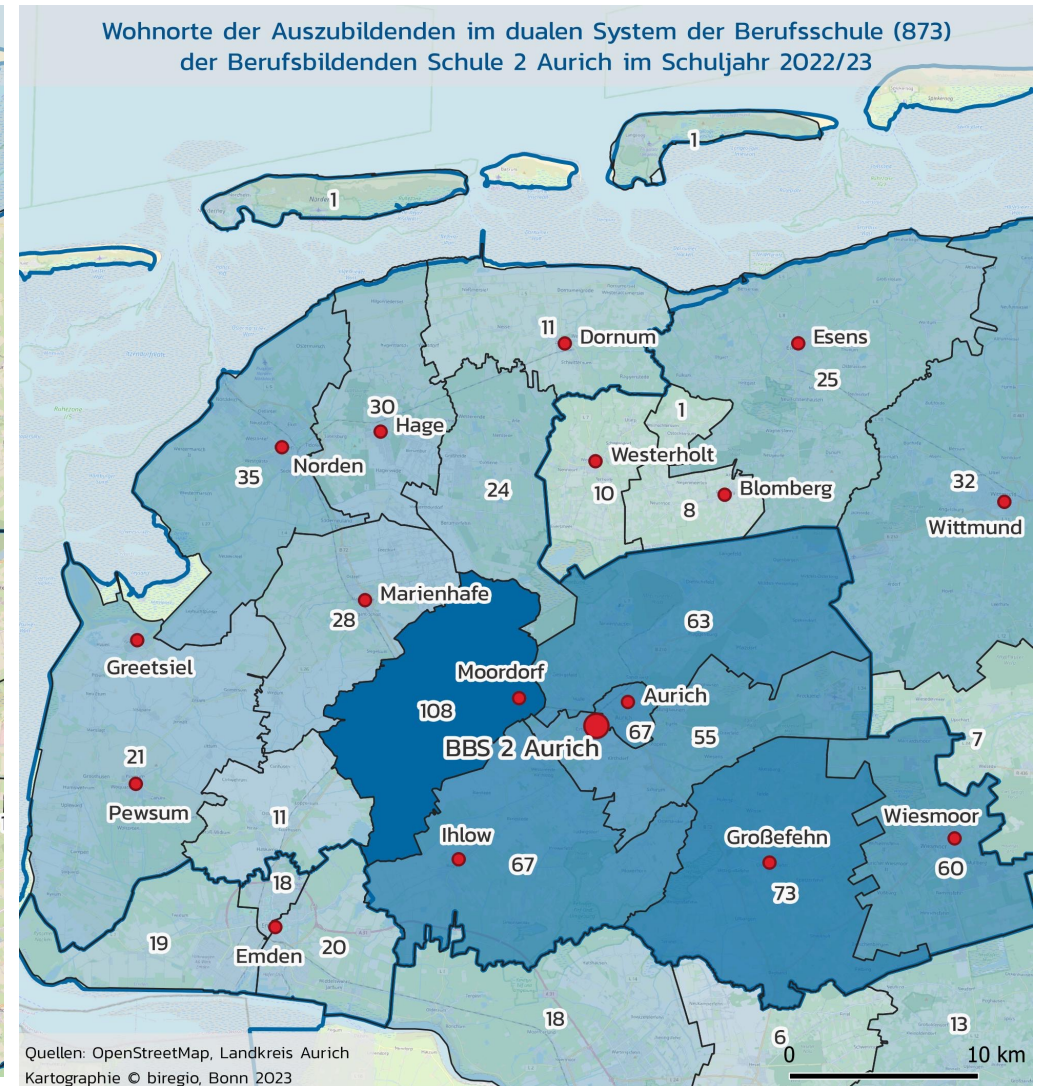 Wohnorte der Auszubildenden im dualen System der Berufsschule (873)
der Berufsbildenden Schule 2 Aurich im Schuljahr 2022/23
1
1
11
Dornum
Esens
25
30
Hage
1
Norden
35
Westerholt
24
10
Blomberg
8
32
Wittmund
Marienhafe
28
63
Greetsiel
Moordorf
108
Aurich
67
55
BBS 2 Aurich
7
21
Pewsum
11
Ihlow
67
Großefehn
73
Wiesmoor
60
18
19
Emden
20
18
6
13
Quellen: OpenStreetMap, Landkreis Aurich
Kartographie © biregio, Bonn 2023
0
10 km